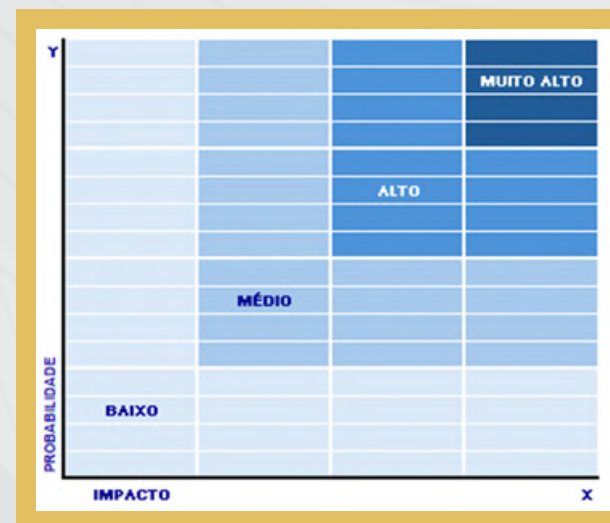 Y
MUITO ALTO
ALTO
MÉDIO
BAIXO
PROBABILIDADE
IMPACTO
X